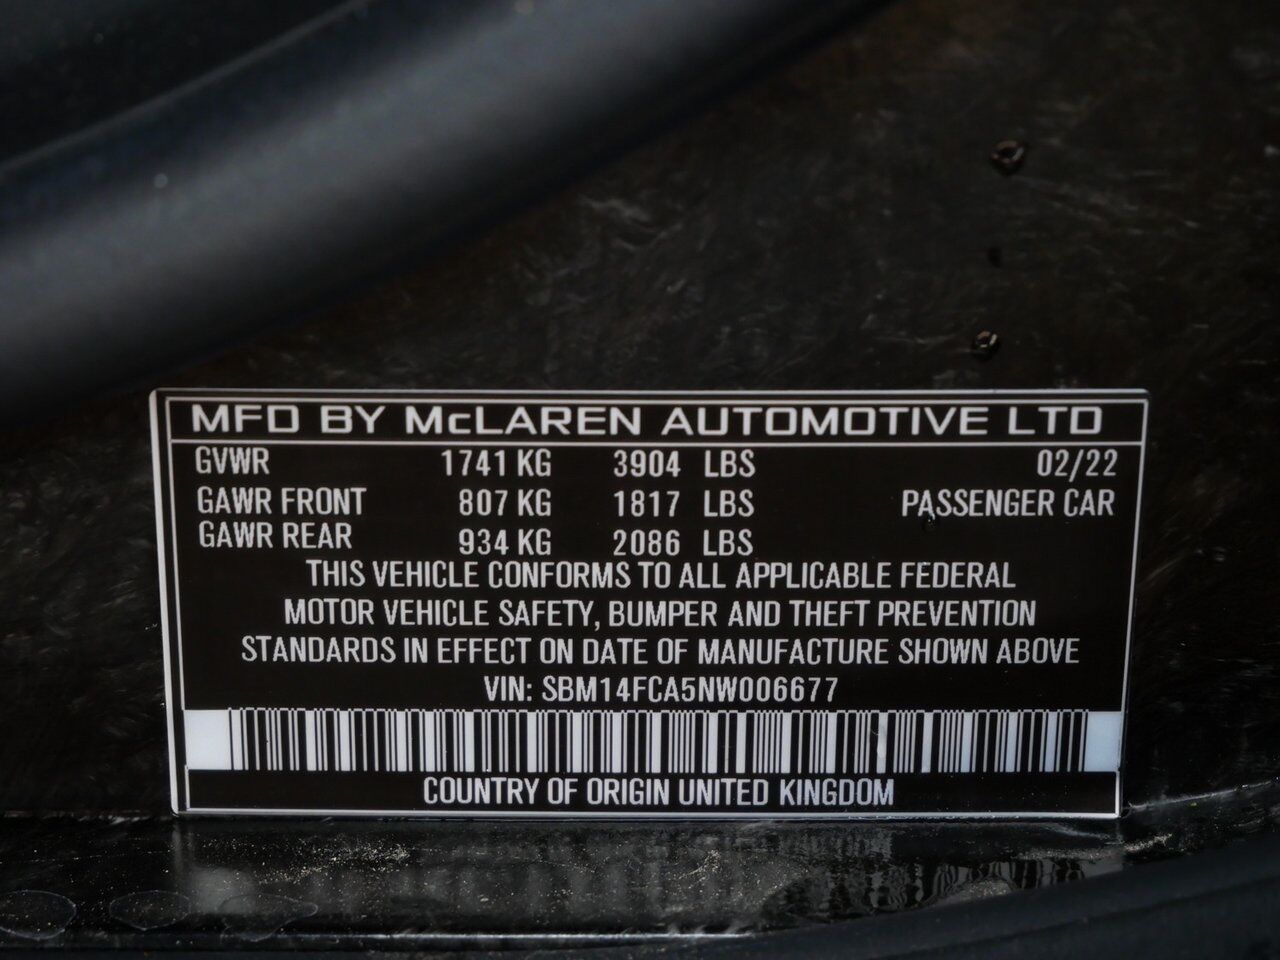 MFD BY McLAREN AUTOMOTIVE LTD
GVWR 1741 KG 3904 LBS 02/22
GAWR FRONT 807 KG 1817 LBS PASSENGER CAR
GAWR REAR 934 KG 2086 LBS
THIS VEHICLE CONFORMS TO ALL APPLICABLE FEDERAL
MOTOR VEHICLE SAFETY, BUMPER AND THEFT PREVENTION
STANDARDS IN EFFECT ON DATE OF MANUFACTURE SHOWN ABOVE
VIN: SBM14FCA5NW006677
COUNTRY OF ORIGIN UNITED KINGDOM